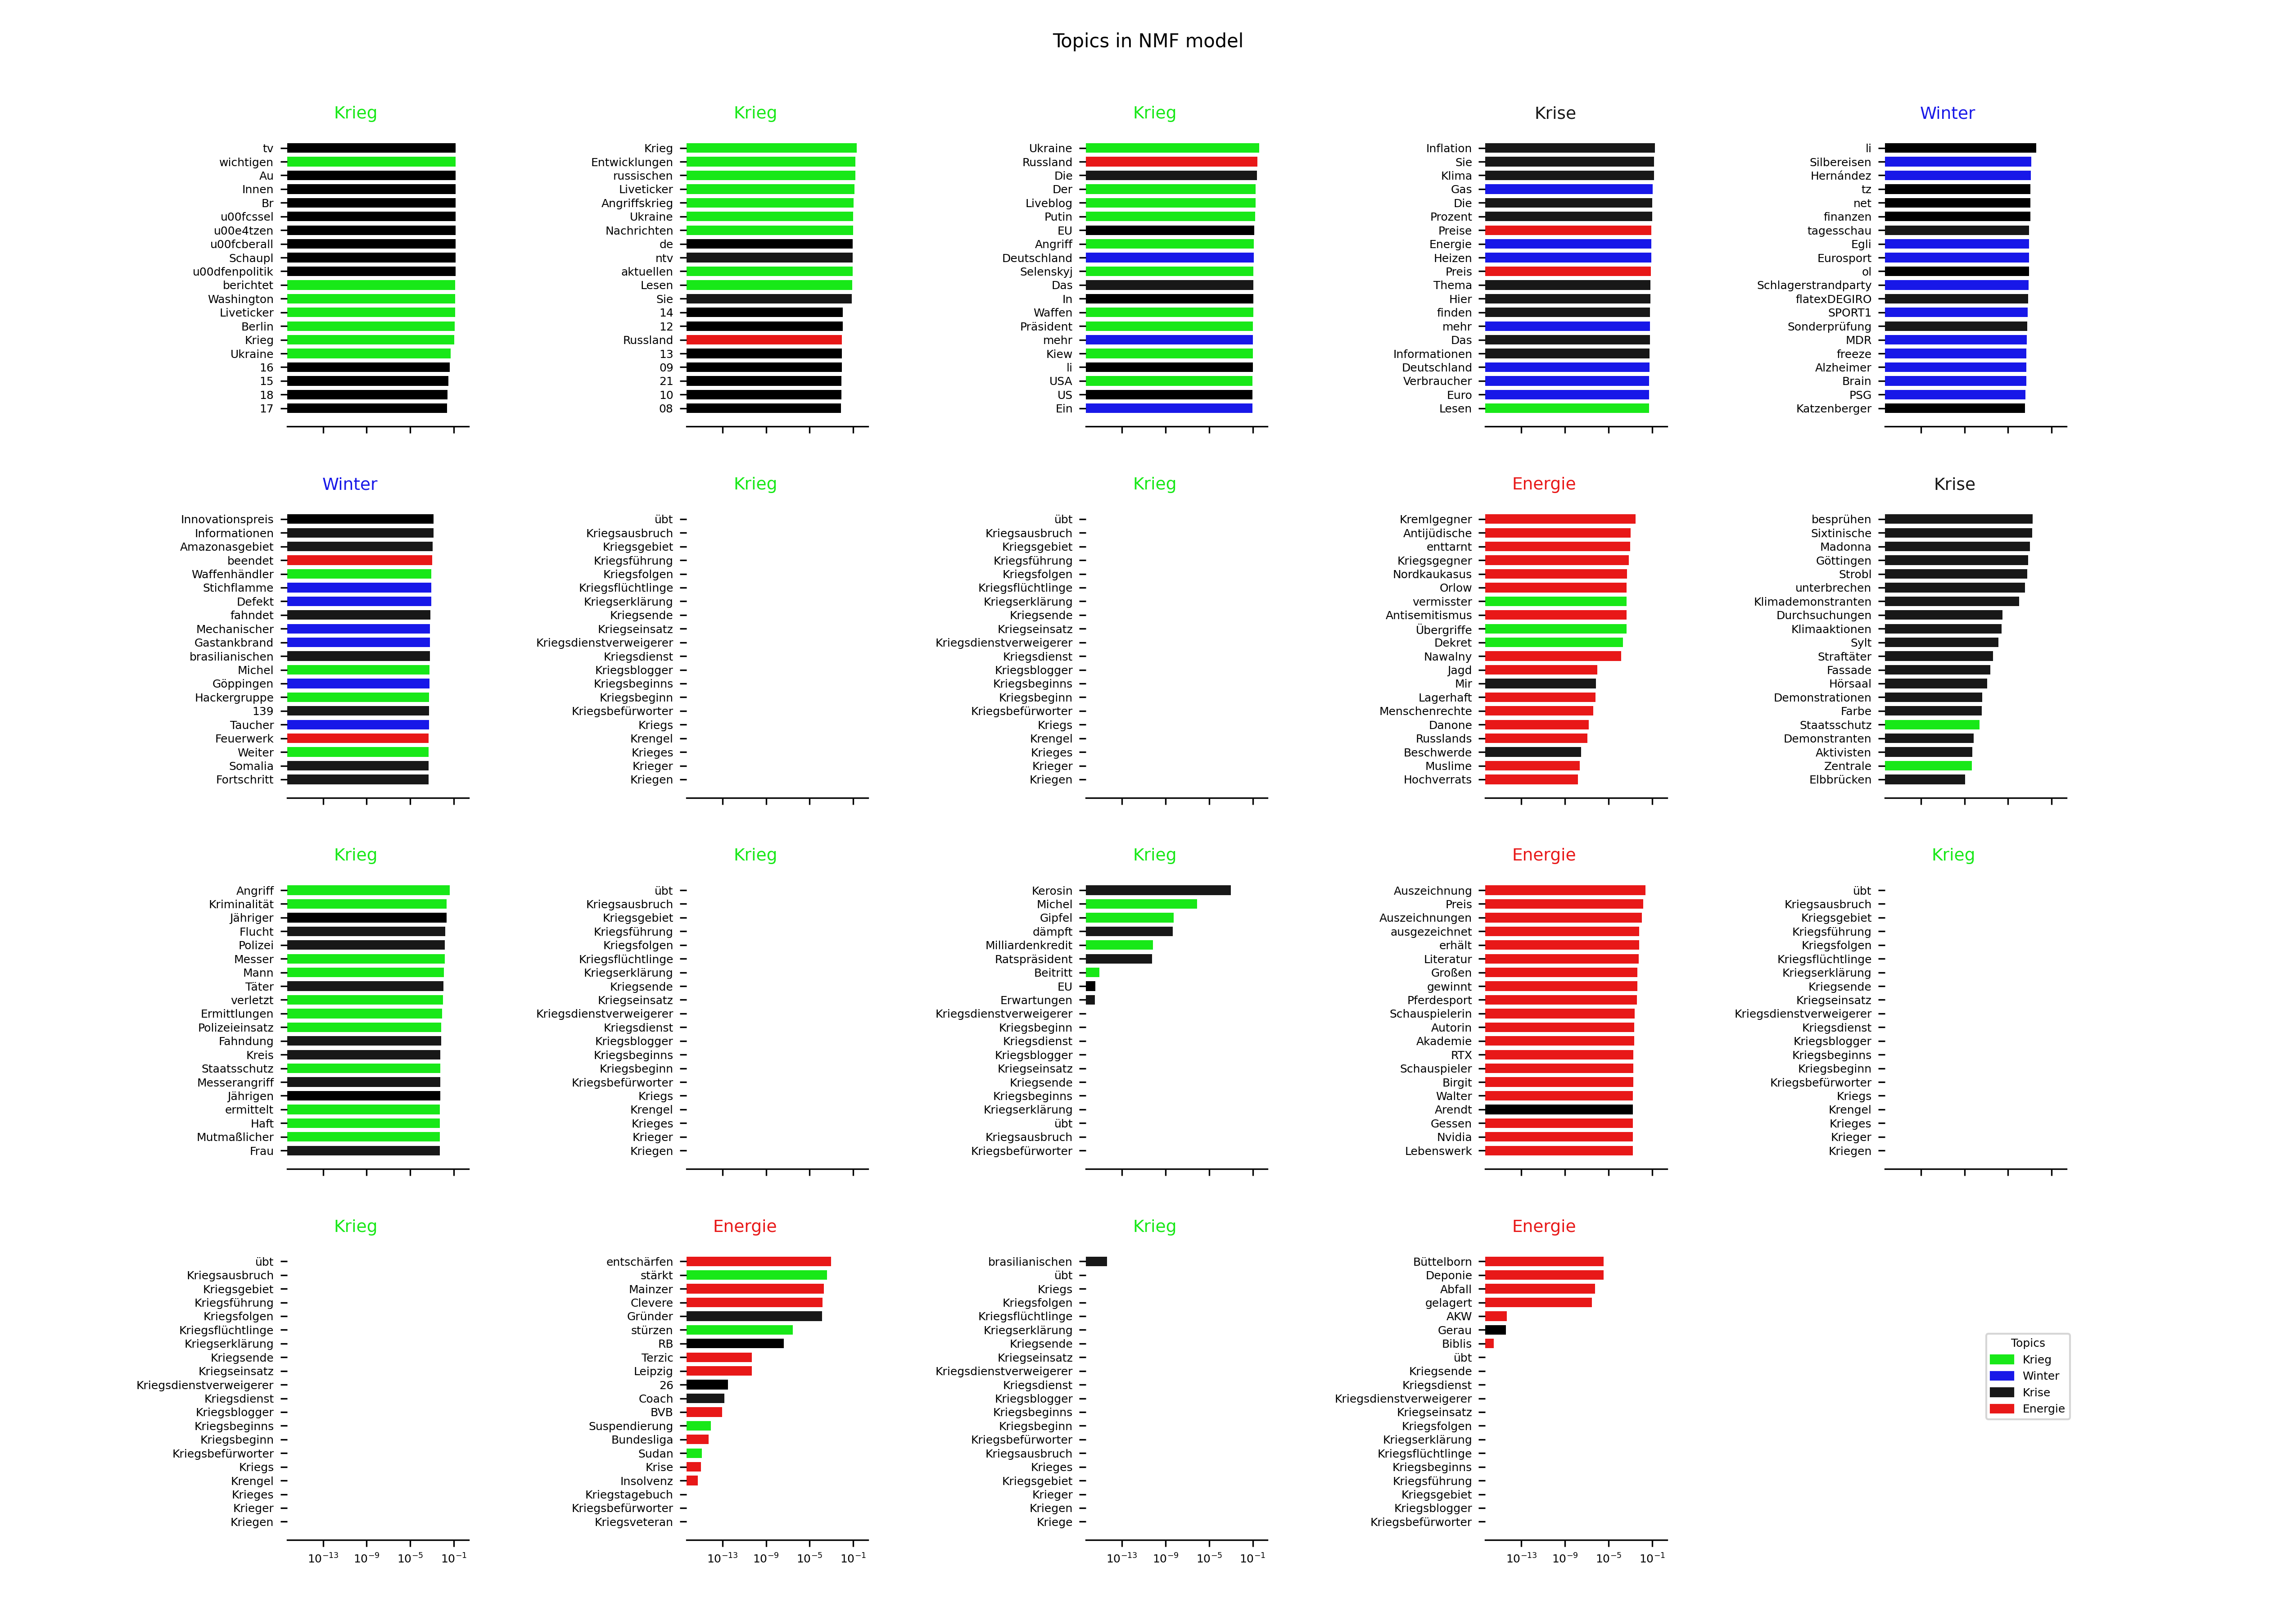 Topics in NMF model
Krieg
tv
wichtigen
Au
Innen
Br
u00fcssel
u00e4tzen
u00fcberall
Schaupl
u00dfenpolitik
berichtet
Washington
Liveticker
Berlin
Krieg
Ukraine
16
15
18
17
Krieg
Krieg
Entwicklungen
russischen
Liveticker
Angriffskrieg
Ukraine
Nachrichten
de
ntv
aktuellen
Lesen
Sie
14
12
Russland
13
09
21
10
08
Krieg
Ukraine
Russland
Die
Der
Liveblog
Putin
EU
Angriff
Deutschland
Selenskyj
Das
In
Waffen
Präsident
mehr
Kiew
li
USA
US
Ein
Krise
Inflation
Sie
Klima
Gas
Die
Prozent
Preise
Energie
Heizen
Preis
Thema
Hier
finden
mehr
Das
Informationen
Deutschland
Verbraucher
Euro
Lesen
Winter
li
Silbereisen
Hernández
tz
net
finanzen
tagesschau
Egli
Eurosport
ol
Schlagerstrandparty
flatexDEGIRO
SPORT1
Sonderprüfung
MDR
freeze
Alzheimer
Brain
PSG
Katzenberger
Winter
Innovationspreis
Informationen
Amazonasgebiet
beendet
Waffenhändler
Stichflamme
Defekt
fahndet
Mechanischer
Gastankbrand
brasilianischen
Michel
Göppingen
Hackergruppe
139
Taucher
Feuerwerk
Weiter
Somalia
Fortschritt
Krieg
übt
Kriegsausbruch
Kriegsgebiet
Kriegsführung
Kriegsfolgen
Kriegsflüchtlinge
Kriegserklärung
Kriegsende
Kriegseinsatz
Kriegsdienstverweigerer
Kriegsdienst
Kriegsblogger
Kriegsbeginns
Kriegsbeginn
Kriegsbefürworter
Kriegs
Krengel
Krieges
Krieger
Kriegen
Krieg
übt
Kriegsausbruch
Kriegsgebiet
Kriegsführung
Kriegsfolgen
Kriegsflüchtlinge
Kriegserklärung
Kriegsende
Kriegseinsatz
Kriegsdienstverweigerer
Kriegsdienst
Kriegsblogger
Kriegsbeginns
Kriegsbeginn
Kriegsbefürworter
Kriegs
Krengel
Krieges
Krieger
Kriegen
Energie
Kremlgegner
Antijüdische
enttarnt
Kriegsgegner
Nordkaukasus
Orlow
vermisster
Antisemitismus
Übergriffe
Dekret
Nawalny
Jagd
Mir
Lagerhaft
Menschenrechte
Danone
Russlands
Beschwerde
Muslime
Hochverrats
Krise
besprühen
Sixtinische
Madonna
Göttingen
Strobl
unterbrechen
Klimademonstranten
Durchsuchungen
Klimaaktionen
Sylt
Straftäter
Fassade
Hörsaal
Demonstrationen
Farbe
Staatsschutz
Demonstranten
Aktivisten
Zentrale
Elbbrücken
Krieg
Angriff
Kriminalität
Jähriger
Flucht
Polizei
Messer
Mann
Täter
verletzt
Ermittlungen
Polizeieinsatz
Fahndung
Kreis
Staatsschutz
Messerangriff
Jährigen
ermittelt
Haft
Mutmaßlicher
Frau
Krieg
übt
Kriegsausbruch
Kriegsgebiet
Kriegsführung
Kriegsfolgen
Kriegsflüchtlinge
Kriegserklärung
Kriegsende
Kriegseinsatz
Kriegsdienstverweigerer
Kriegsdienst
Kriegsblogger
Kriegsbeginns
Kriegsbeginn
Kriegsbefürworter
Kriegs
Krengel
Krieges
Krieger
Kriegen
Krieg
Kerosin
Michel
Gipfel
dämpft
Milliardenkredit
Ratspräsident
Beitritt
EU
Erwartungen
Kriegsdienstverweigerer
Kriegsbeginn
Kriegsdienst
Kriegsblogger
Kriegseinsatz
Kriegsende
Kriegsbeginns
Kriegserklärung
übt
Kriegsausbruch
Kriegsbefürworter
Energie
Auszeichnung
Preis
Auszeichnungen
ausgezeichnet
erhält
Literatur
Großen
gewinnt
Pferdesport
Schauspielerin
Autorin
Akademie
RTX
Schauspieler
Birgit
Walter
Arendt
Gessen
Nvidia
Lebenswerk
Krieg
übt
Kriegsausbruch
Kriegsgebiet
Kriegsführung
Kriegsfolgen
Kriegsflüchtlinge
Kriegserklärung
Kriegsende
Kriegseinsatz
Kriegsdienstverweigerer
Kriegsdienst
Kriegsblogger
Kriegsbeginns
Kriegsbeginn
Kriegsbefürworter
Kriegs
Krengel
Krieges
Krieger
Kriegen
Krieg
übt
Kriegsausbruch
Kriegsgebiet
Kriegsführung
Kriegsfolgen
Kriegsflüchtlinge
Kriegserklärung
Kriegsende
Kriegseinsatz
Kriegsdienstverweigerer
Kriegsdienst
Kriegsblogger
Kriegsbeginns
Kriegsbeginn
Kriegsbefürworter
Kriegs
Krengel
Krieges
Krieger
Kriegen
10⁻¹³ 10⁻⁹ 10⁻⁵ 10⁻¹
Energie
entschärfen
stärkt
Mainzer
Clevere
Gründer
stürzen
RB
Terzic
Leipzig
26
Coach
BVB
Suspendierung
Bundesliga
Sudan
Krise
Insolvenz
Kriegstagebuch
Kriegsbefürworter
Kriegsveteran
10⁻¹³ 10⁻⁹ 10⁻⁵ 10⁻¹
Krieg
brasilianischen
übt
Kriegs
Kriegsfolgen
Kriegsflüchtlinge
Kriegserklärung
Kriegsende
Kriegseinsatz
Kriegsdienstverweigerer
Kriegsdienst
Kriegsblogger
Kriegsbeginns
Kriegsbeginn
Kriegsbefürworter
Kriegsausbruch
Krieges
Kriegsgebiet
Krieger
Kriegen
Kriege
10⁻¹³ 10⁻⁹ 10⁻⁵ 10⁻¹
Energie
Büttelborn
Deponie
Abfall
gelagert
AKW
Gerau
Biblis
übt
Kriegsende
Kriegsdienst
Kriegsdienstverweigerer
Kriegseinsatz
Kriegsfolgen
Kriegserklärung
Kriegsflüchtlinge
Kriegsbeginns
Kriegsführung
Kriegsgebiet
Kriegsblogger
Kriegsbefürworter
10⁻¹³ 10⁻⁹ 10⁻⁵ 10⁻¹
Topics
Krieg
Winter
Krise
Energie